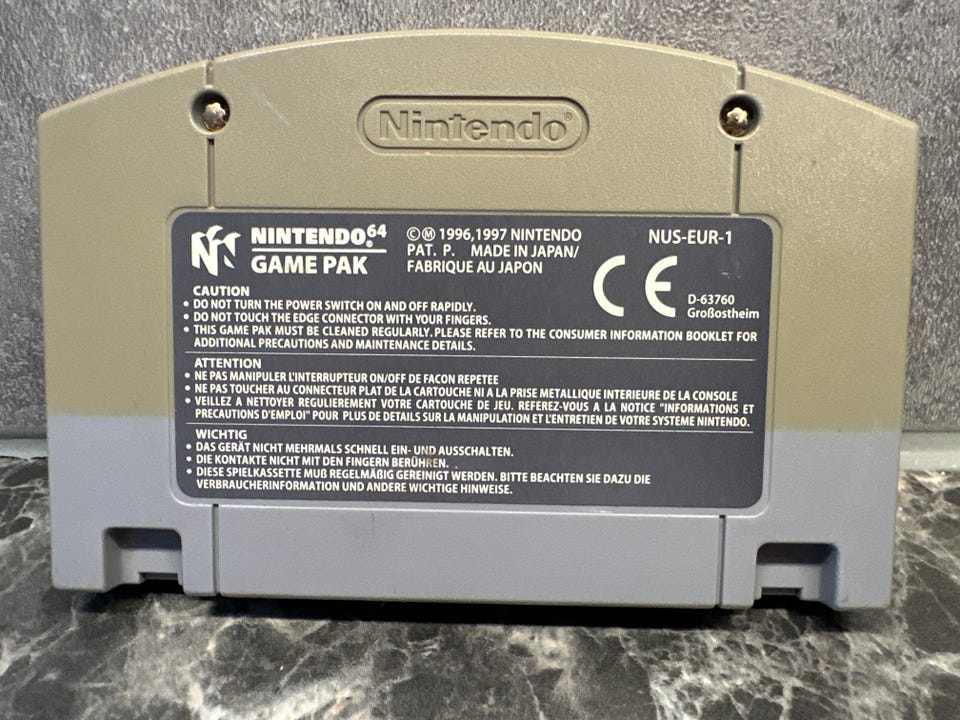 Nintendo®
NINTENDO®64
GAME PAK
©Ⓜ 1996,1997 NINTENDO
PAT. P. MADE IN JAPAN/
FABRIQUE AU JAPON
NUS-EUR-1
CE
D-63760
Großostheim
CAUTION
• DO NOT TURN THE POWER SWITCH ON AND OFF RAPIDLY.
• DO NOT TOUCH THE EDGE CONNECTOR WITH YOUR FINGERS.
• THIS GAME PAK MUST BE CLEANED REGULARLY. PLEASE REFER TO THE CONSUMER INFORMATION BOOKLET FOR
ADDITIONAL PRECAUTIONS AND MAINTENANCE DETAILS.
ATTENTION
• NE PAS MANIPULER L'INTERRUPTEUR ON/OFF DE FACON REPETEE
• NE PAS TOUCHER AU CONNECTEUR PLAT DE LA CARTOUCHE NI A LA PRISE METALLIQUE INTERIEURE DE LA CONSOLE
• VEILLEZ A NETTOYER REGULIEREMENT VOTRE CARTOUCHE DE JEU. REFEREZ-VOUS A LA NOTICE "INFORMATIONS ET
PRECAUTIONS D'EMPLOI" POUR PLUS DE DETAILS SUR LA MANIPULATION ET L'ENTRETIEN DE VOTRE SYSTEME NINTENDO.
WICHTIG
• DAS GERÄT NICHT MEHRMALS SCHNELL EIN- UND AUSSCHALTEN.
• DIE KONTAKTE NICHT MIT DEN FINGERN BERÜHREN.
• DIESE SPIELKASSETTE MUß REGELMÄßIG GEREINIGT WERDEN. BITTE BEACHTEN SIE DAZU DIE
VERBRAUCHERINFORMATION UND ANDERE WICHTIGE HINWEISE.